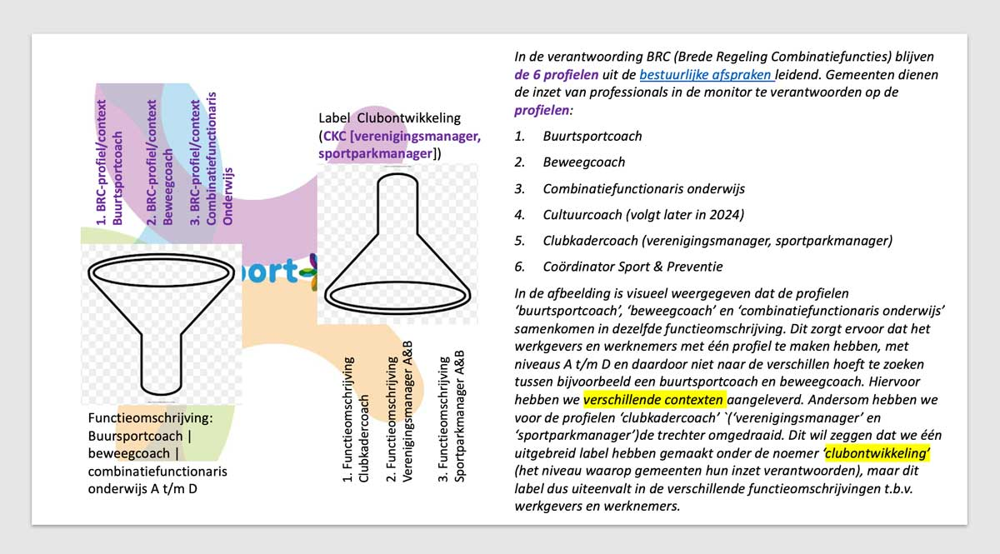 1. BRC-profiel/context
Buurtsportcoach
2. BRC-profiel/context
Beweegcoach
3. BRC-profiel/context
Combinatiefunctionaris
Onderwijs
Label Clubontwikkeling
(CKC [verenigingsmanager,
sportparkmanager])
ort
Functieomschrijving:
Buursportcoach |
beweegcoach |
combinatiefunctionaris
onderwijs A t/m D
1. Functieomschrijving
Clubkadercoach
2. Functieomschrijving
Verenigingsmanager A&B
3. Functieomschrijving
Sportparkmanager A&B
In de verantwoording BRC (Brede Regeling Combinatiefuncties) blijven
de 6 profielen uit de bestuurlijke afspraken leidend. Gemeenten dienen
de inzet van professionals in de monitor te verantwoorden op de
profielen:
1. Buurtsportcoach
2. Beweegcoach
3. Combinatiefunctionaris onderwijs
4. Cultuurcoach (volgt later in 2024)
5. Clubkadercoach (verenigingsmanager, sportparkmanager)
6. Coördinator Sport & Preventie
In de afbeelding is visueel weergegeven dat de profielen
‘buurtsportcoach’, ‘beweegcoach’ en ‘combinatiefunctionaris onderwijs’
samenkomen in dezelfde functieomschrijving. Dit zorgt ervoor dat het
werkgevers en werknemers met één profiel te maken hebben, met
niveaus A t/m D en daardoor niet naar de verschillen hoeft te zoeken
tussen bijvoorbeeld een buurtsportcoach en beweegcoach. Hiervoor
hebben we verschillende contexten aangeleverd. Andersom hebben we
voor de profielen ‘clubkadercoach’ `(‘verenigingsmanager’ en
‘sportparkmanager’)de trechter omgedraaid. Dit wil zeggen dat we één
uitgebreid label hebben gemaakt onder de noemer ‘clubontwikkeling’
(het niveau waarop gemeenten hun inzet verantwoorden), maar dit
label dus uiteenvalt in de verschillende functieomschrijvingen t.b.v.
werkgevers en werknemers.